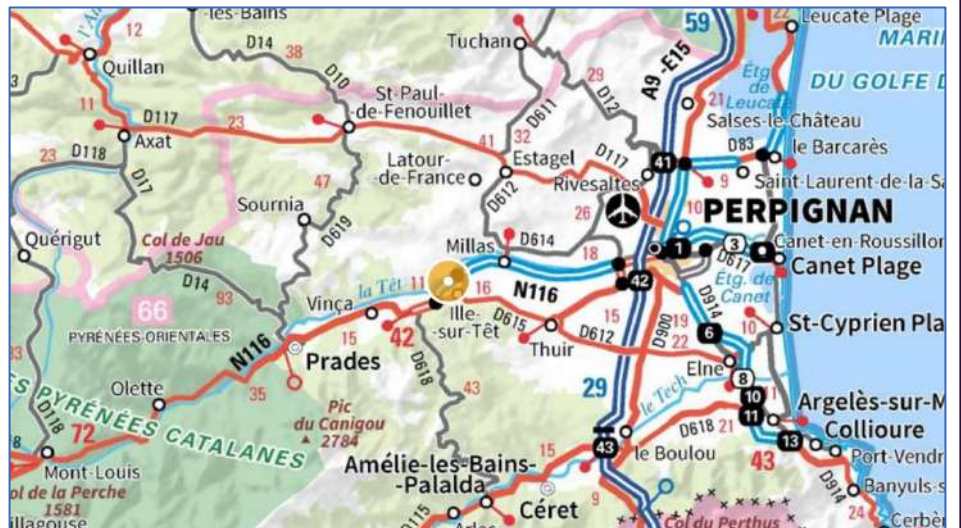 -les-Bains
12
D14
38
Tuchan
59
22
Leucate Plage
MARI
Quillan
D10
29
D12
A9 -E15
Étg
de
Leucate
DU GOLFE D
11
D117
23
St-Paul-
de-Fenouillet
D611
21
Salses-le-Château
Axat
41
32
D83
le Barcarès
23
D118
Latour-
-de-France
Estagel
D117
41
9
Saint-Laurent-de-la-Sa
D17
47
D612
Rivesaltes
10
Sournia
26
PERPIGNAN
Quérigut
Col de Jau
1506
D619
Millas
D614
18
1
3
Canet-en-Roussillon
D617
Canet Plage
D14
93
la Têt
11
16
N116
42
Étg. de
Canet
66
Vinça
Ille-
-sur-Têt
42
D615
15
D612
D900
D914
19
6
10
St-Cyprien Pla
PYRÉNÉES-ORIENTALES
15
N116
Prades
D618
Thuir
22
Elne
8
Olette
35
43
29
le Tech
10
1
Argelès-sur-M
D118
72
PYRÉNÉES CATALANES
Pic
du Canigou
2784
D618
21
11
Collioure
13
43
Port-Vendr
Mont-Louis
15
43
le Boulou
Amélie-les-Bains-
-Palalda
9
D914
Banyuls-s
ol de la Perche
1581
Céret
24
illagouse
D115
Arles
Col du Perthus
Cerbèr